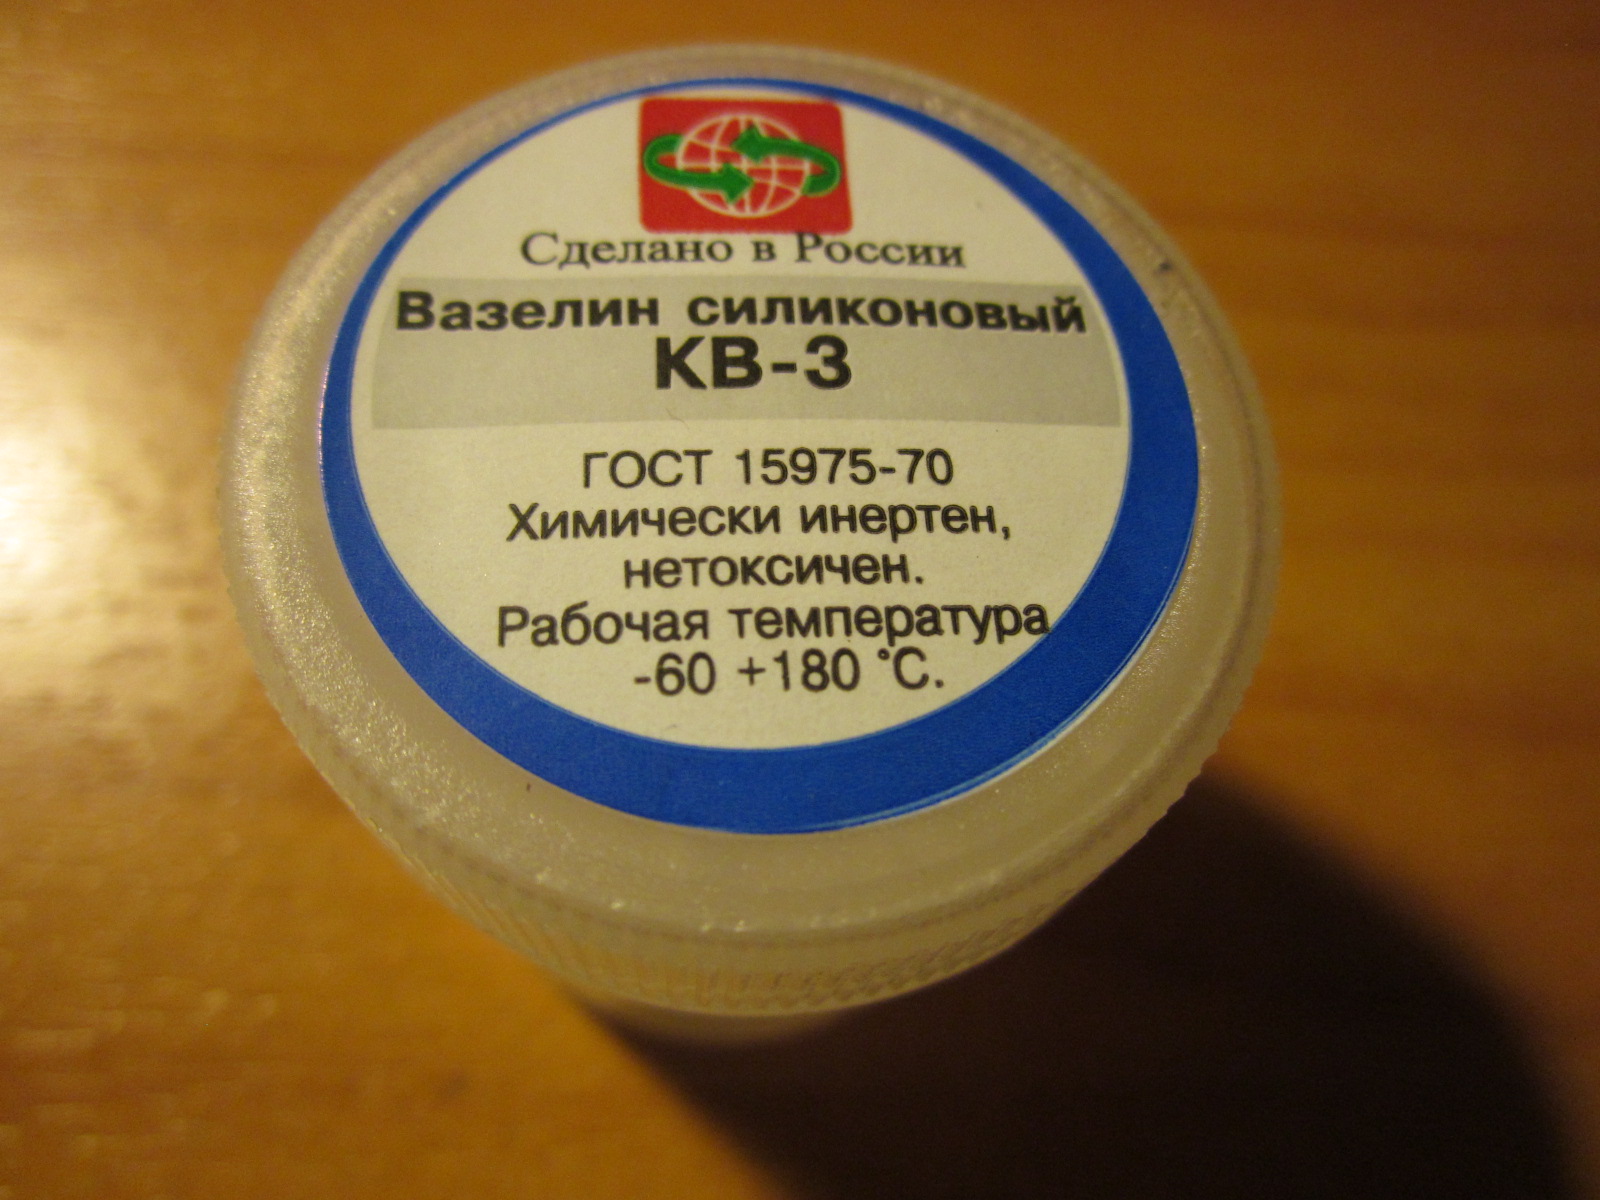 Сделано в России
Вазелин силиконовый
КВ-3
ГОСТ 15975-70
Химически инертен,
нетоксичен.
Рабочая температура
-60 +180 °С.